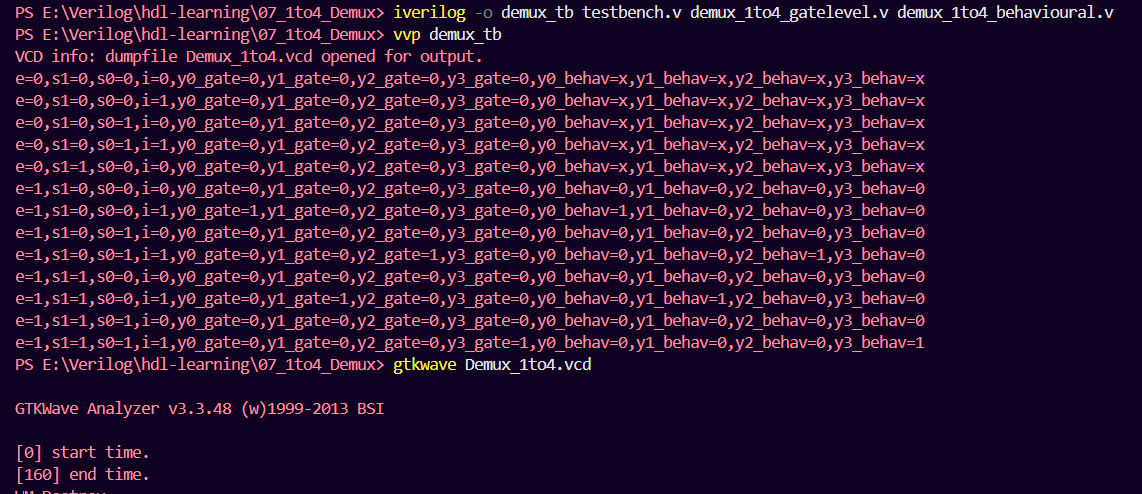 PS E:\Verilog\hdl-learning\07_1to4_Demux> iverilog -o demux_tb testbench.v demux_1to4_gatelevel.v demux_1to4_behavioural.v
PS E:\Verilog\hdl-learning\07_1to4_Demux> vvp demux_tb
VCD info: dumpfile Demux_1to4.vcd opened for output.
e=0,s1=0,s0=0,i=0,y0_gate=0,y1_gate=0,y2_gate=0,y3_gate=0,y0_behav=x,y1_behav=x,y2_behav=x,y3_behav=x
e=0,s1=0,s0=0,i=1,y0_gate=0,y1_gate=0,y2_gate=0,y3_gate=0,y0_behav=x,y1_behav=x,y2_behav=x,y3_behav=x
e=0,s1=0,s0=1,i=0,y0_gate=0,y1_gate=0,y2_gate=0,y3_gate=0,y0_behav=x,y1_behav=x,y2_behav=x,y3_behav=x
e=0,s1=0,s0=1,i=1,y0_gate=0,y1_gate=0,y2_gate=0,y3_gate=0,y0_behav=x,y1_behav=x,y2_behav=x,y3_behav=x
e=0,s1=1,s0=0,i=1,y0_gate=0,y1_gate=0,y2_gate=0,y3_gate=0,y0_behav=x,y1_behav=x,y2_behav=x,y3_behav=x
e=1,s1=0,s0=0,i=0,y0_gate=0,y1_gate=0,y2_gate=0,y3_gate=0,y0_behav=0,y1_behav=0,y2_behav=0,y3_behav=0
e=1,s1=0,s0=0,i=1,y0_gate=1,y1_gate=0,y2_gate=0,y3_gate=0,y0_behav=1,y1_behav=0,y2_behav=0,y3_behav=0
e=1,s1=0,s0=1,i=0,y0_gate=0,y1_gate=0,y2_gate=0,y3_gate=0,y0_behav=0,y1_behav=0,y2_behav=0,y3_behav=0
e=1,s1=0,s0=1,i=1,y0_gate=0,y1_gate=0,y2_gate=1,y3_gate=0,y0_behav=0,y1_behav=0,y2_behav=1,y3_behav=0
e=1,s1=1,s0=0,i=0,y0_gate=0,y1_gate=0,y2_gate=0,y3_gate=0,y0_behav=0,y1_behav=0,y2_behav=0,y3_behav=0
e=1,s1=1,s0=0,i=1,y0_gate=0,y1_gate=1,y2_gate=0,y3_gate=0,y0_behav=0,y1_behav=1,y2_behav=0,y3_behav=0
e=1,s1=1,s0=1,i=0,y0_gate=0,y1_gate=0,y2_gate=0,y3_gate=0,y0_behav=0,y1_behav=0,y2_behav=0,y3_behav=0
e=1,s1=1,s0=1,i=1,y0_gate=0,y1_gate=0,y2_gate=0,y3_gate=1,y0_behav=0,y1_behav=0,y2_behav=0,y3_behav=1
PS E:\Verilog\hdl-learning\07_1to4_Demux> gtkwave Demux_1to4.vcd
GTKWave Analyzer v3.3.48 (w)1999-2013 BSI
[0] start time.
[160] end time.